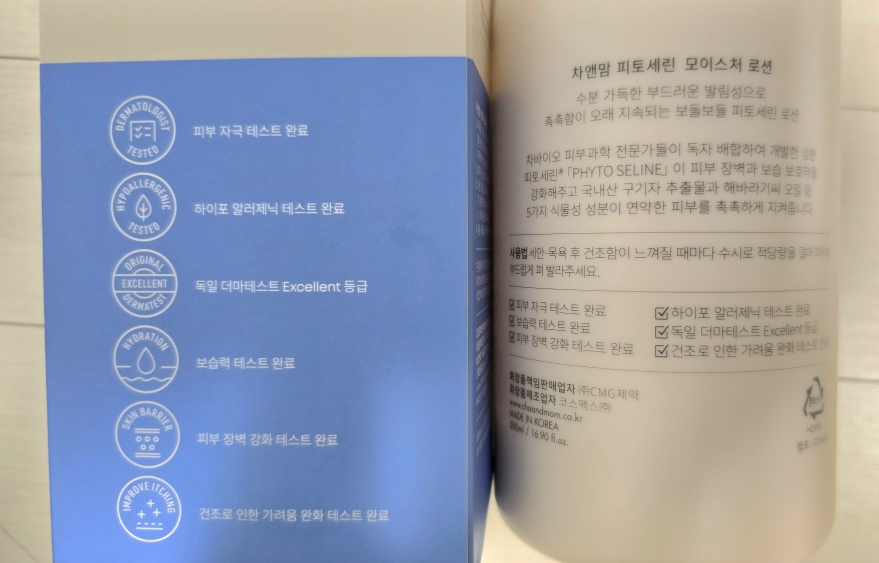 DERMATOLOGIST
TESTED
피부 자극 테스트 완료
HYPOALLERGENIC
TESTED
하이포 알러제닉 테스트 완료
ORIGINAL
EXCELLENT
DERMATEST
독일 더마테스트 Excellent 등급
HYDRATION
보습력 테스트 완료
SKIN BARRIER
피부 장벽 강화 테스트 완료
IMPROVE ITCHING
건조로 인한 가려움 완화 테스트 완료
차앤맘 피토세린 모이스처 로션
수분 가득한 부드러운 발림성으로
촉촉함이 오래 지속되는 보들보들 피토세린 로션
차바이오 피부과학 전문가들이 독자 배합하여 개발한 성분
피토세린® 「PHYTO SELINE」이 피부 장벽과 보습 보호막을
강화해주고 국내산 구기자 추출물과 해바라기씨 오일 등
5가지 식물성 성분이 연약한 피부를 촉촉하게 지켜줍니다.
사용법 세안·목욕 후 건조함이 느껴질 때마다 수시로 적당량을 덜어
부드럽게 펴 발라주세요.
피부 자극 테스트 완료
보습력 테스트 완료
피부 장벽 강화 테스트 완료
하이포 알러제닉 테스트 완료
독일 더마테스트 Excellent 등급
건조로 인한 가려움 완화 테스트
화장품책임판매업자 ㈜CMG제약
화장품제조업자 코스맥스㈜
www.chaandmom.co.kr
MADE IN KOREA
500ml / 16.90 fl.oz.
HDPE